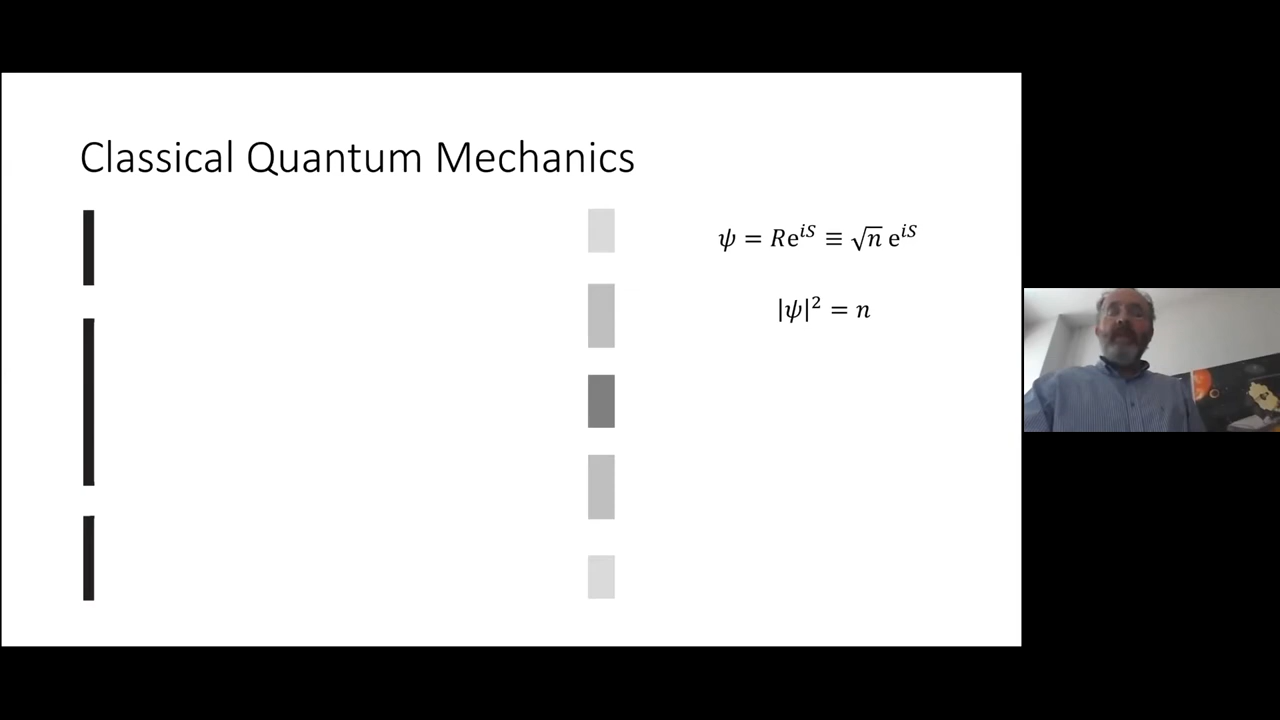 Classical Quantum Mechanics
ψ = Re^{iS} ≡ √n e^{iS}
|ψ|² = n